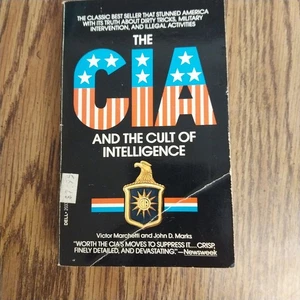 THE CLASSIC BEST SELLER THAT STUNNED AMERICA
WITH ITS TRUTH ABOUT DIRTY TRICKS, MILITARY
INTERVENTION, AND ILLEGAL ACTIVITIES
THE
CIA
AND THE CULT OF
INTELLIGENCE
DELL
Victor Marchetti and John D. Marks
"WORTH THE CIA'S MOVES TO SUPPRESS IT.... CRISP,
FINELY DETAILED, AND DEVASTATING."—Newsweek